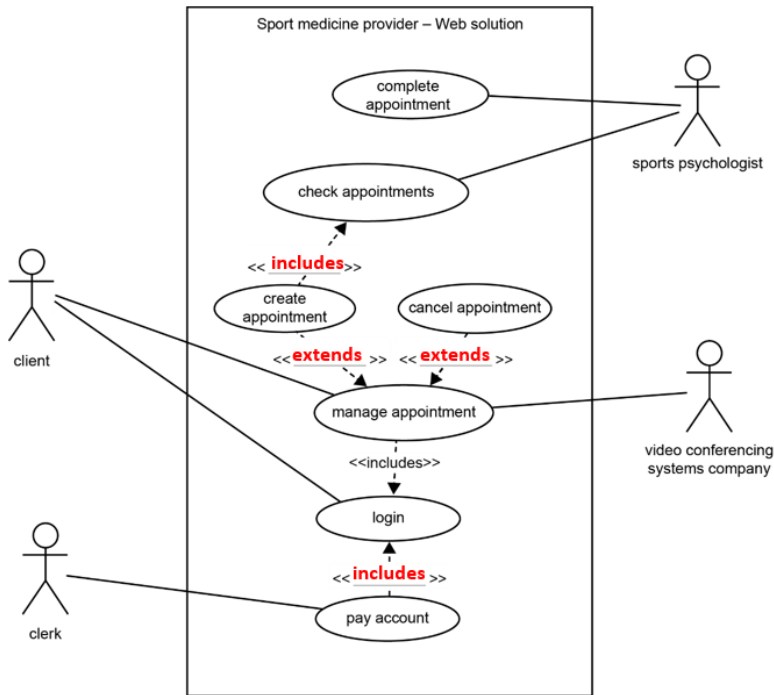 Sport medicine provider – Web solution
complete
appointment
sports psychologist
check appointments
<< includes >>
create
appointment
cancel appointment
client
<< extends >>
<< extends >>
manage appointment
video conferencing
systems company
<<includes>>
login
<< includes >>
pay account
clerk